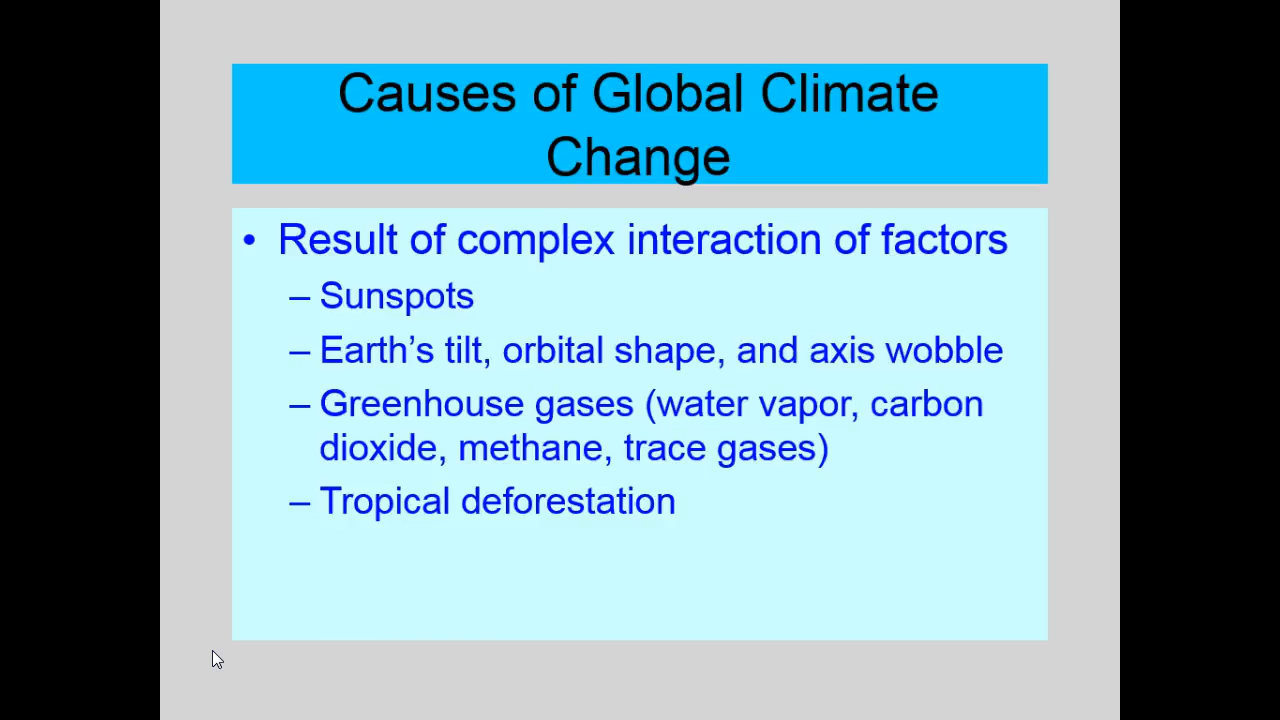 Causes of Global Climate
Change
• Result of complex interaction of factors
– Sunspots
– Earth’s tilt, orbital shape, and axis wobble
– Greenhouse gases (water vapor, carbon
dioxide, methane, trace gases)
– Tropical deforestation